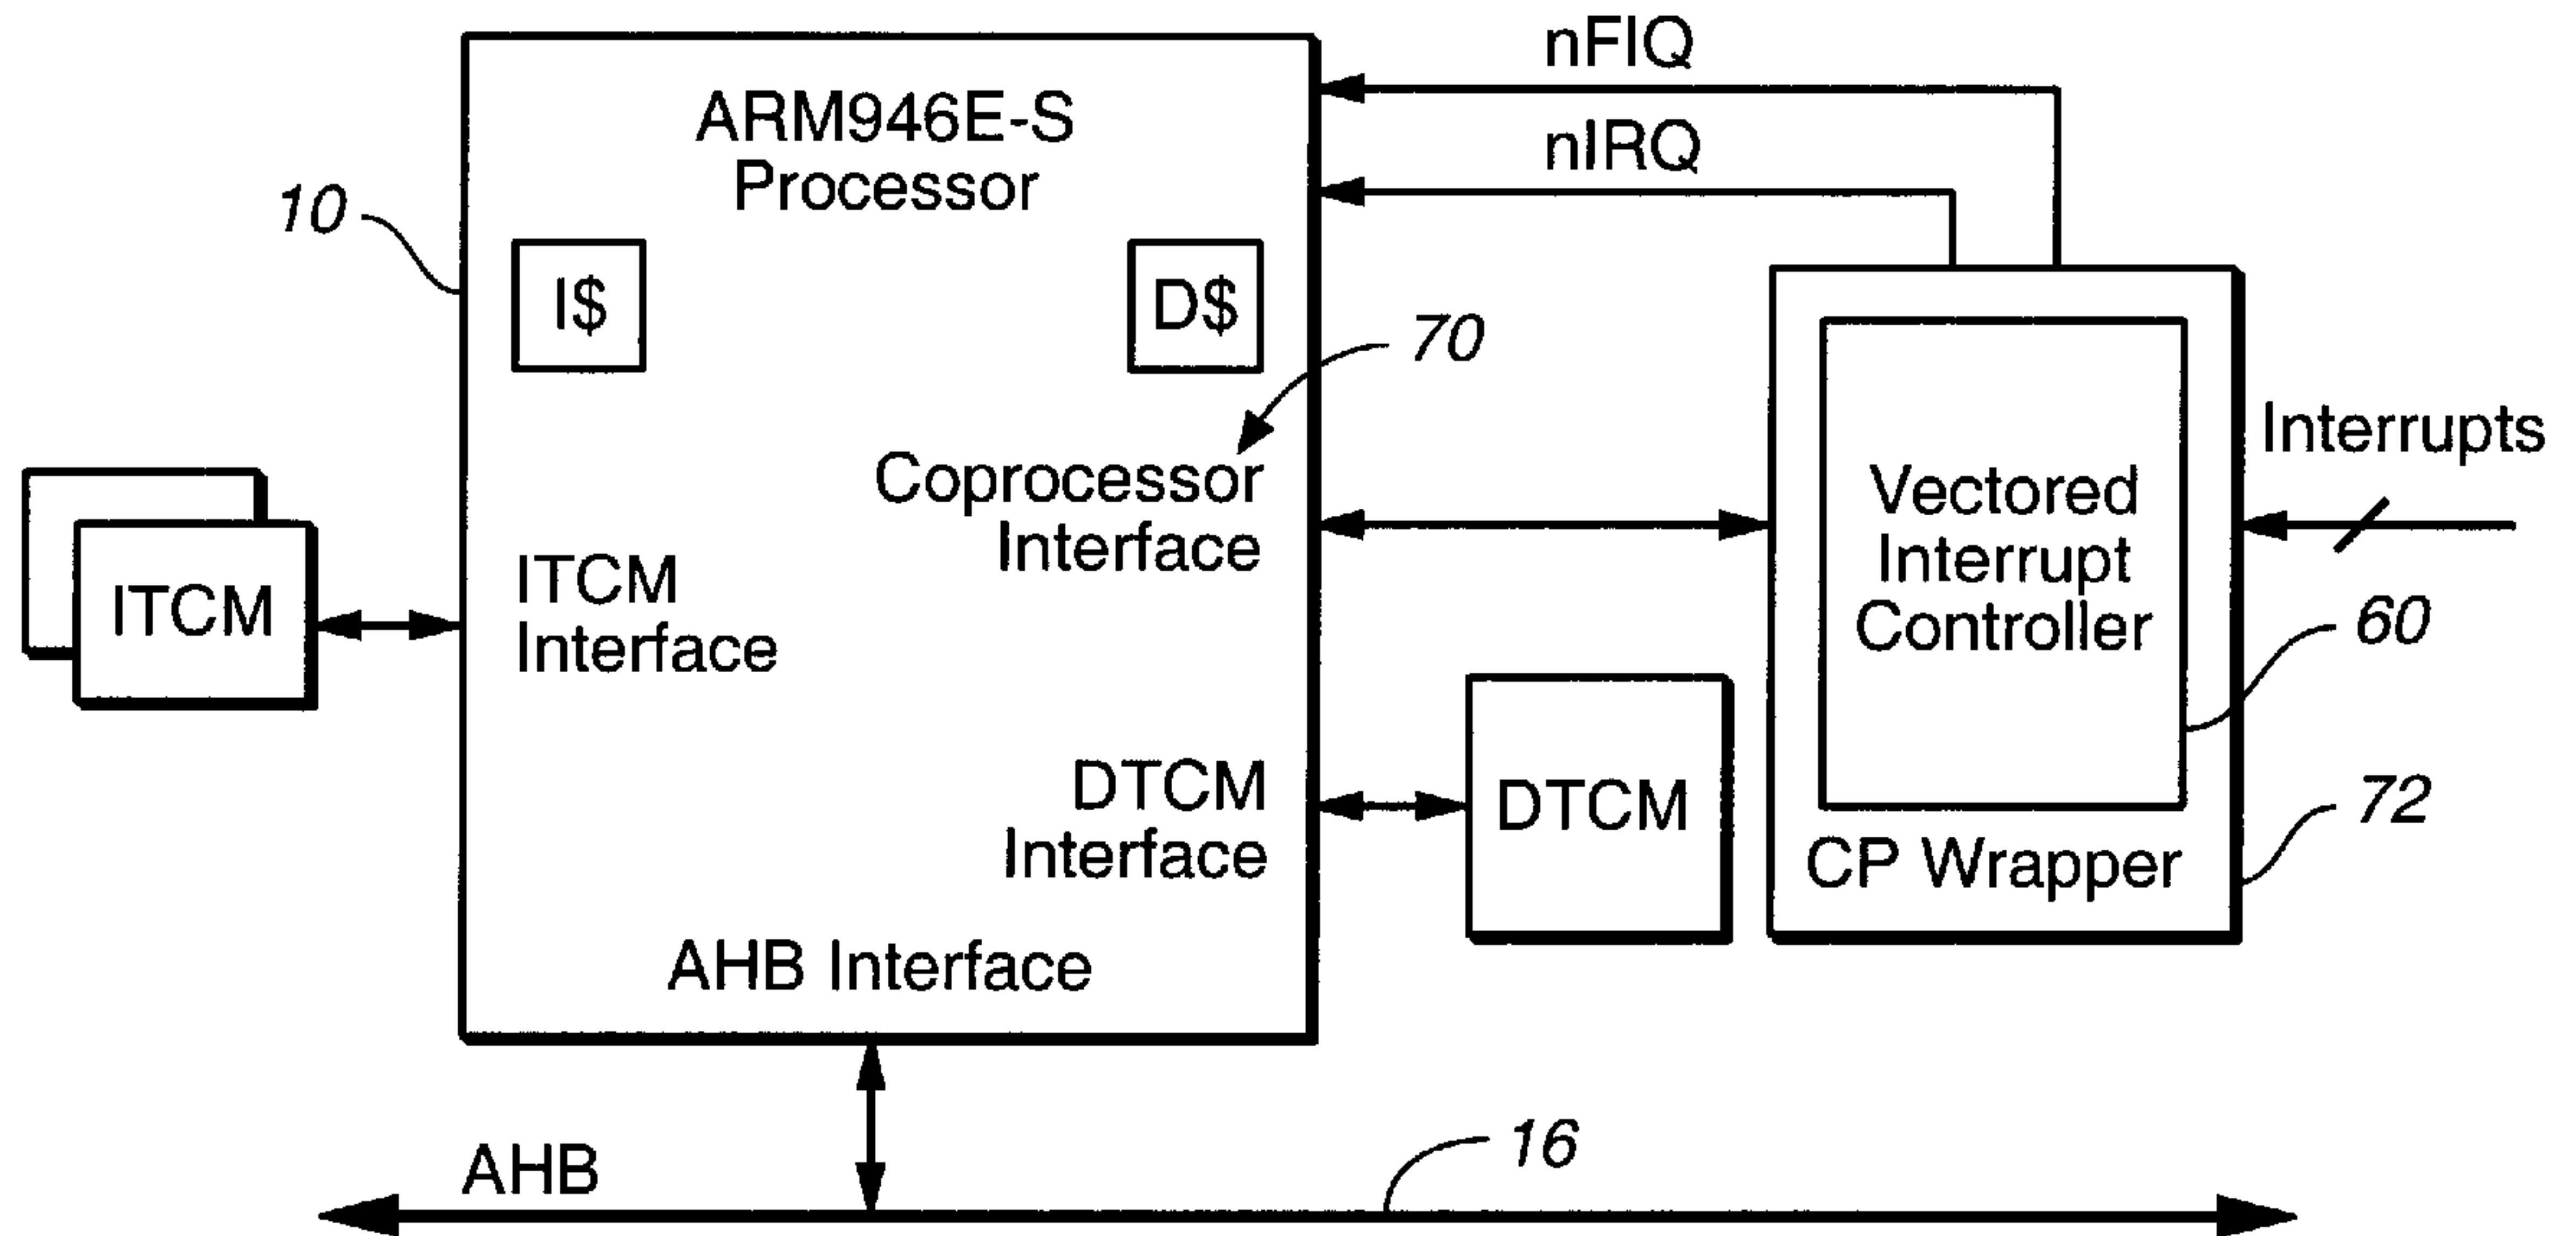 nFIQ
ARM946E-S
Processor
nIRQ
10
I$
D$
70
Interrupts
Coprocessor
Interface
Vectored
Interrupt
Controller
ITCM
ITCM
Interface
60
DTCM
Interface
DTCM
72
CP Wrapper
AHB Interface
AHB
16